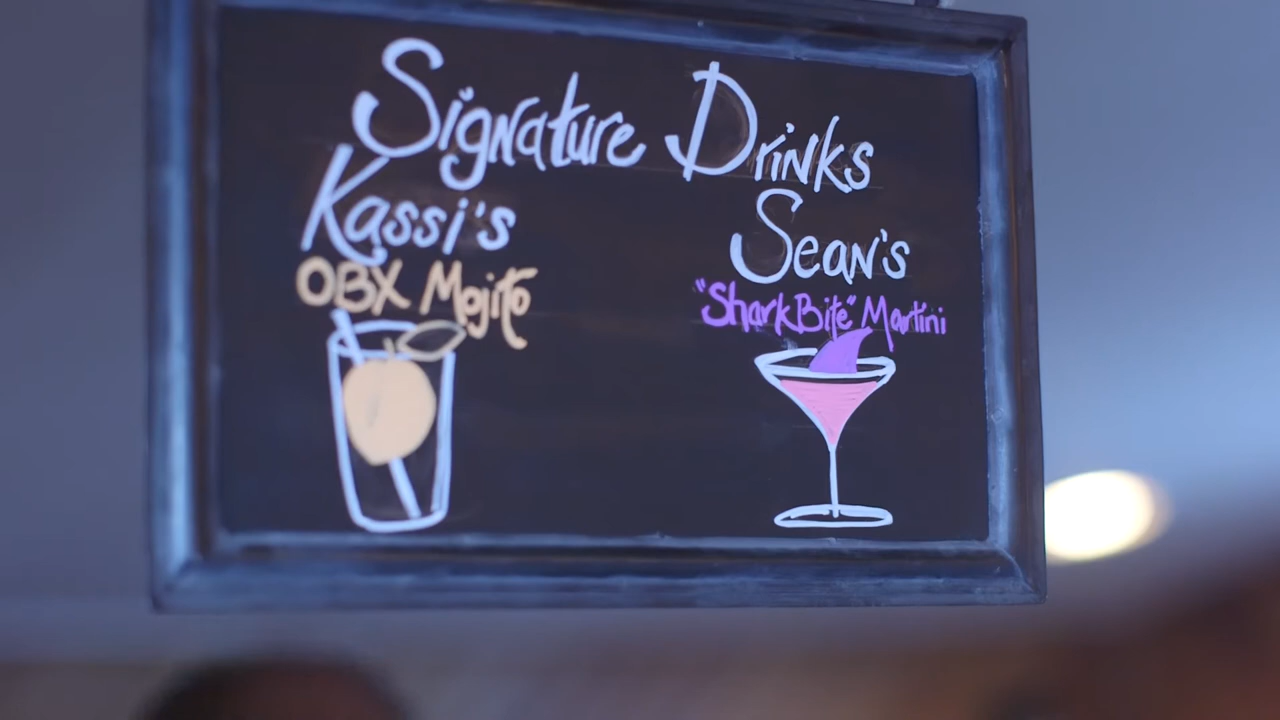 Signature Drinks
Kassi's
OBX Mojito
Sean's
"SharkBite" Martini